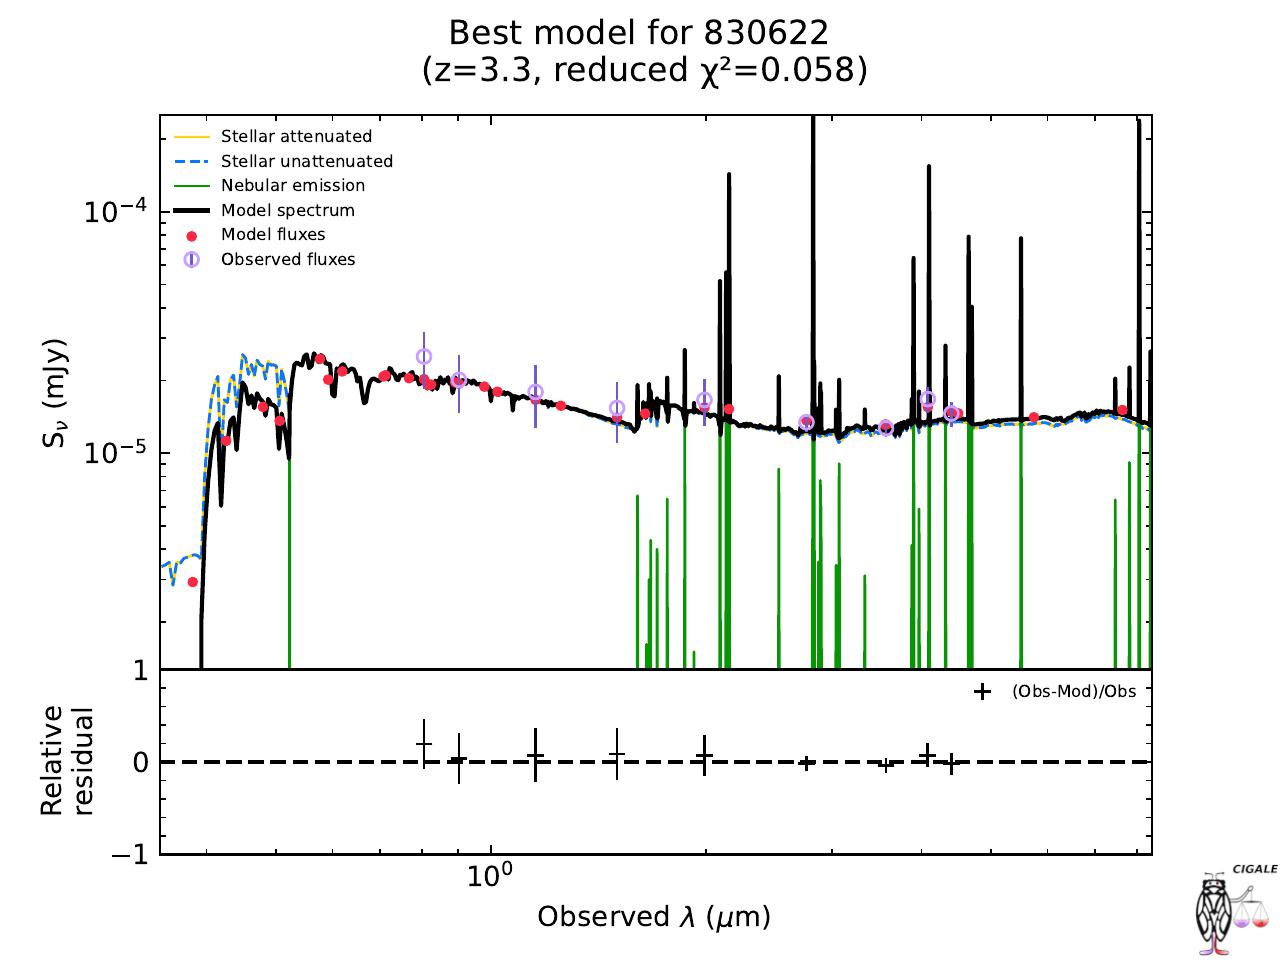 Best model for 830622
(z=3.3, reduced χ²=0.058)
Stellar attenuated
Stellar unattenuated
Nebular emission
Model spectrum
Model fluxes
Observed fluxes
10⁻⁴
10⁻⁵
S_ν (mJy)
1
0
−1
Relative
residual
(Obs-Mod)/Obs
10⁰
Observed λ (μm)
CIGALE